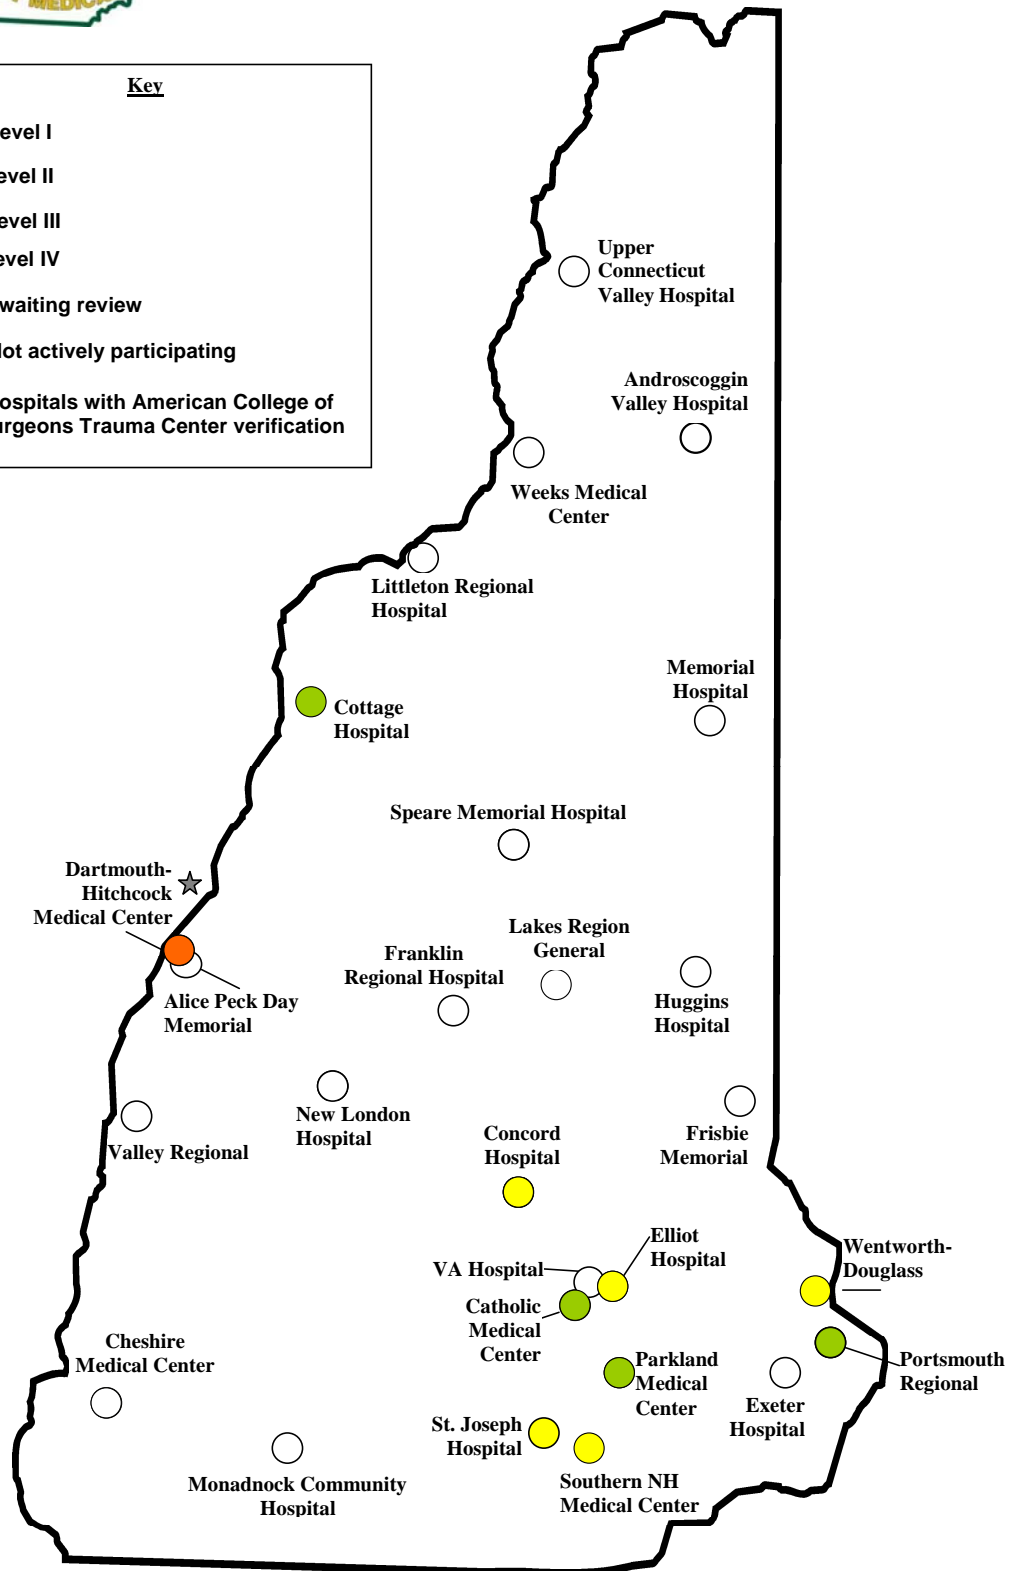 MEDICI
Key
evel I
evel II
evel III
evel IV
waiting review
lot actively participating
ospitals with American College of
urgeons Trauma Center verification
Upper
Connecticut
Valley Hospital
Androscoggin
Valley Hospital
Weeks Medical
Center
Littleton Regional
Hospital
Memorial
Hospital
Cottage
Hospital
Speare Memorial Hospital
Dartmouth-
Hitchcock
Medical Center
Lakes Region
General
Franklin
Regional Hospital
Alice Peck Day
Memorial
Huggins
Hospital
New London
Hospital
Valley Regional
Concord
Hospital
Frisbie
Memorial
Elliot
Hospital
VA Hospital
Wentworth-
Douglass
Catholic
Medical
Center
Cheshire
Medical Center
Parkland
Medical
Center
Portsmouth
Regional
Exeter
Hospital
St. Joseph
Hospital
Monadnock Community
Hospital
Southern NH
Medical Center